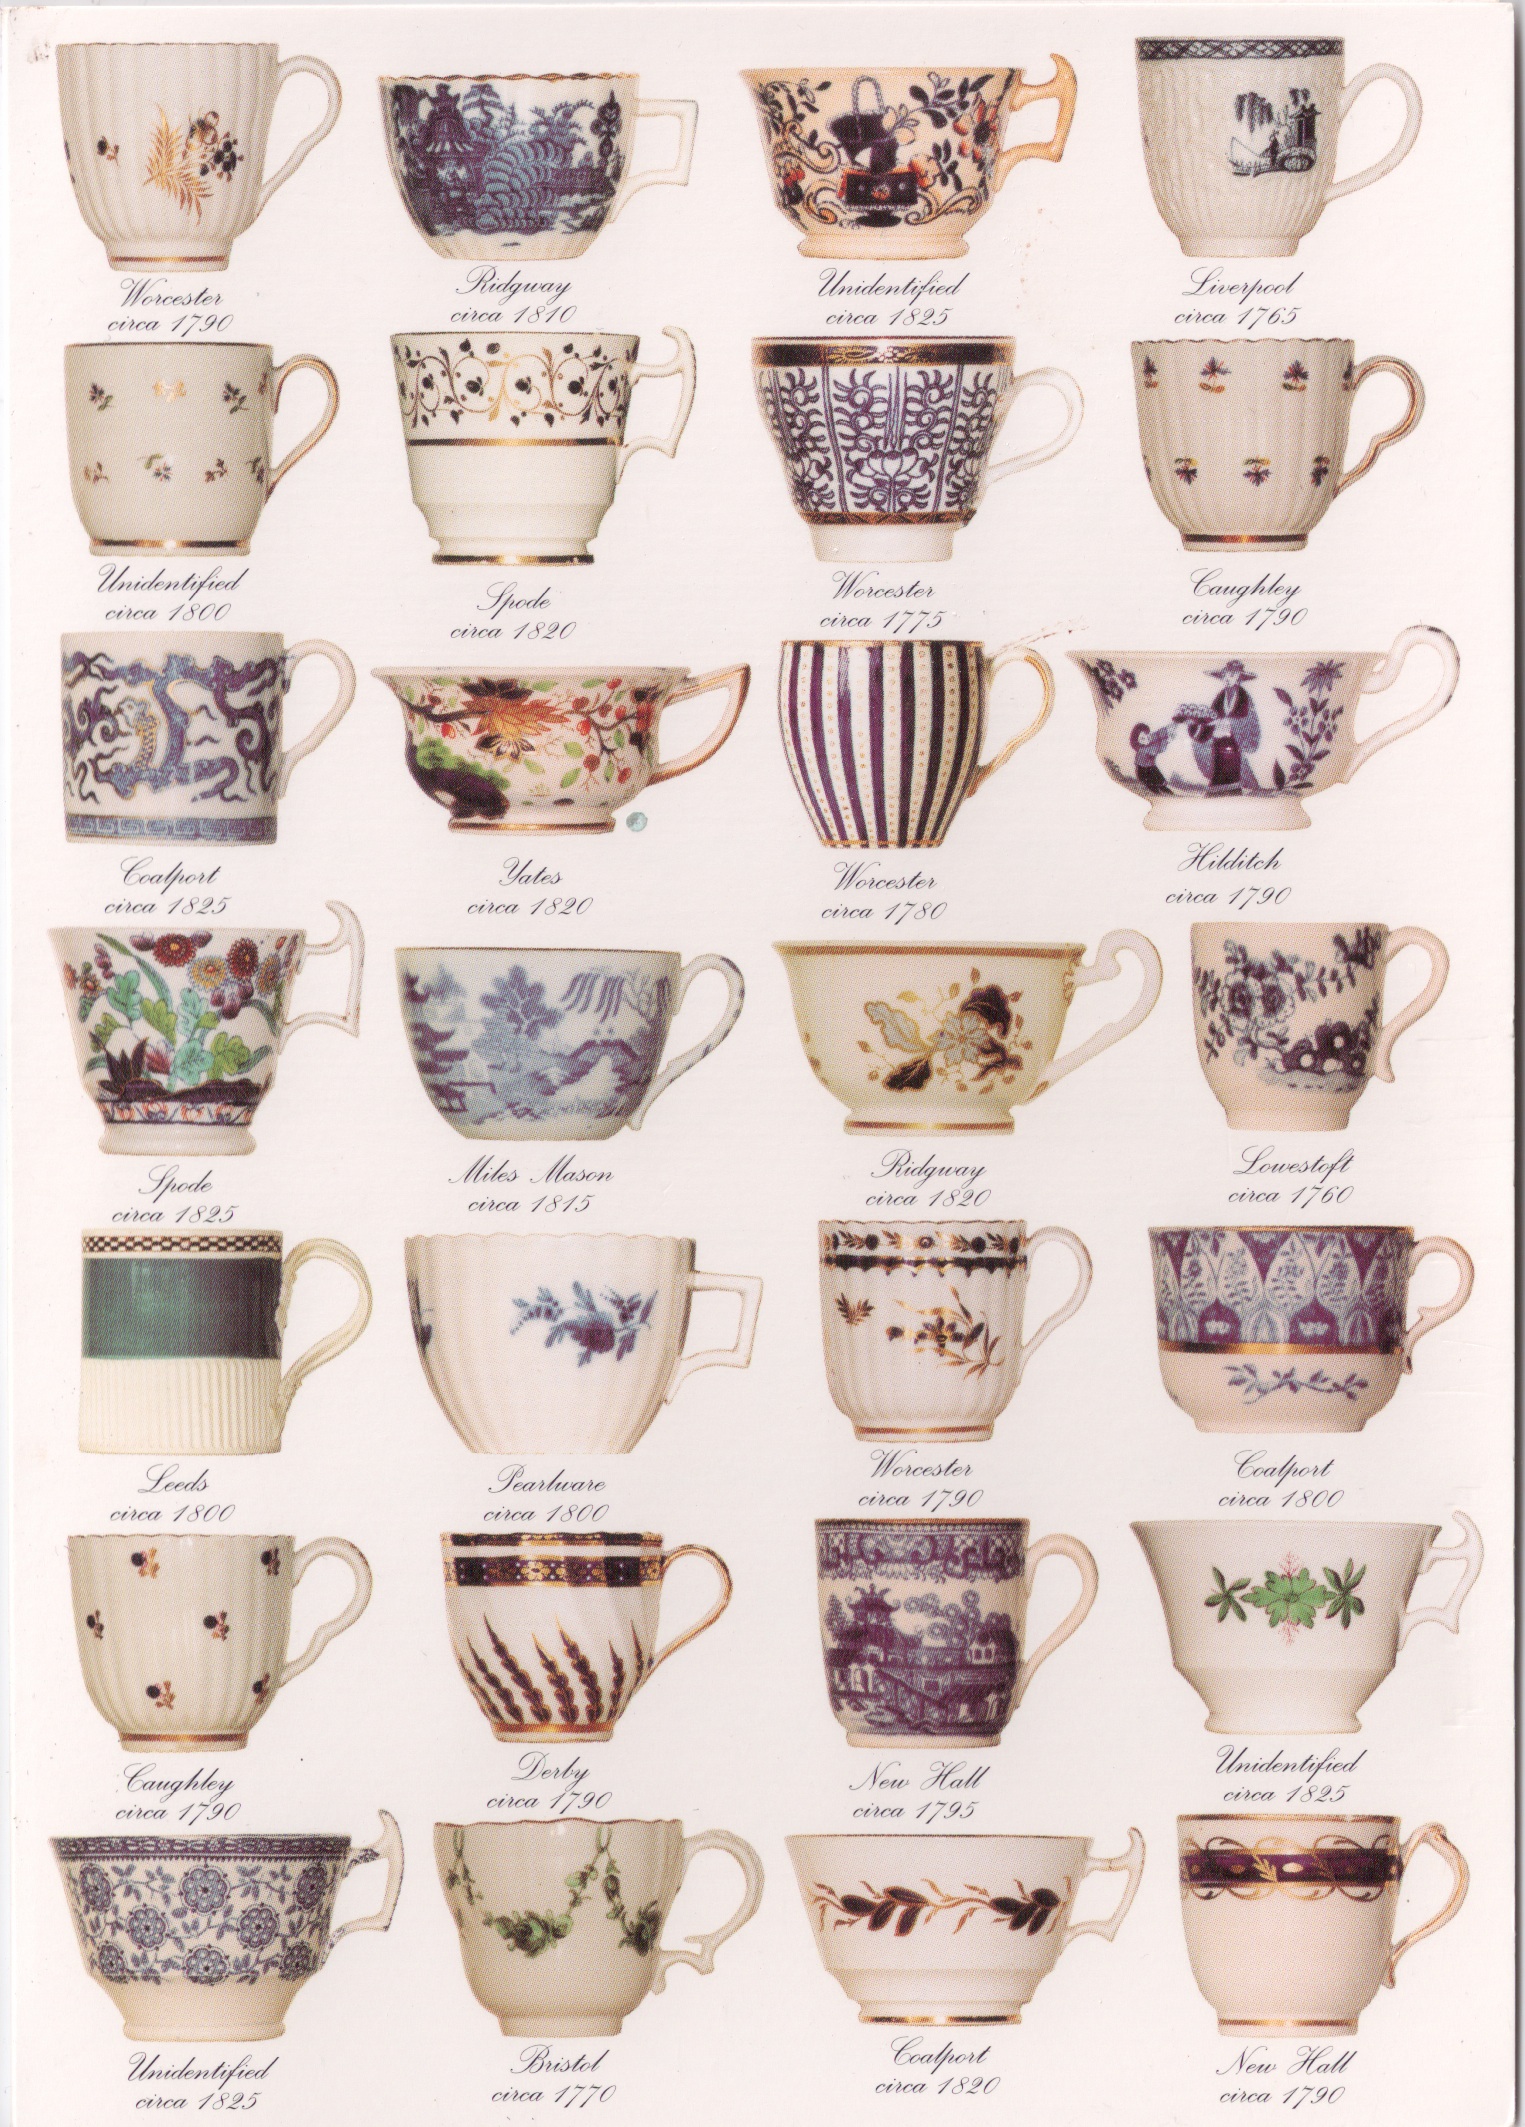 Worcester
circa 1790
Ridgway
circa 1810
Unidentified
circa 1825
Liverpool
circa 1765
Unidentified
circa 1800
Spode
circa 1820
Worcester
circa 1775
Caughley
circa 1790
Coalport
circa 1825
Yates
circa 1820
Worcester
circa 1780
Hilditch
circa 1790
Spode
circa 1825
Miles Mason
circa 1815
Ridgway
circa 1820
Lowestoft
circa 1760
Leeds
circa 1800
Pearlware
circa 1800
Worcester
circa 1790
Coalport
circa 1800
Caughley
circa 1790
Derby
circa 1790
New Hall
circa 1795
Unidentified
circa 1825
Unidentified
circa 1825
Bristol
circa 1770
Coalport
circa 1820
New Hall
circa 1790